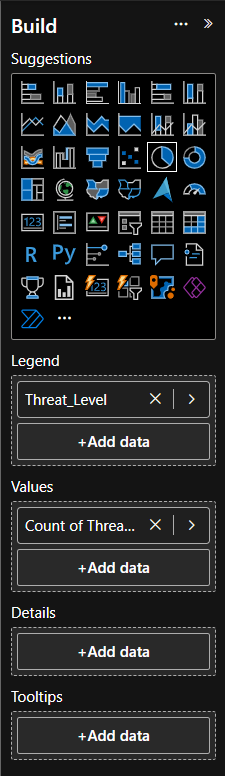 Build
Suggestions
123
R Py
123
Legend
Threat_Level
+Add data
Values
Count of Threa...
+Add data
Details
+Add data
Tooltips
+Add data